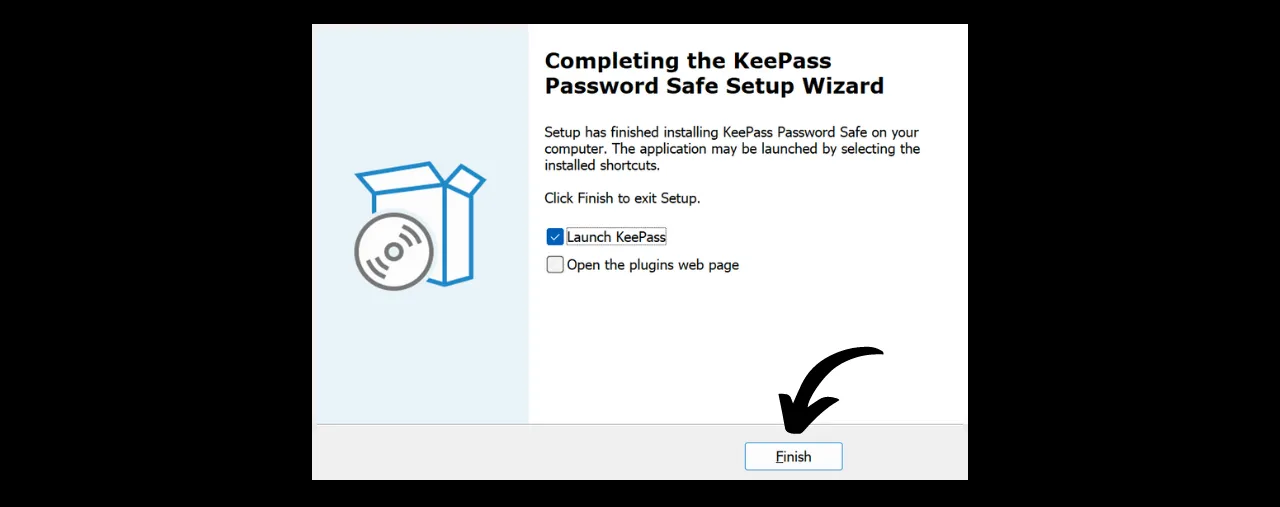 Completing the KeePass
Password Safe Setup Wizard
Setup has finished installing KeePass Password Safe on your
computer. The application may be launched by selecting the
installed shortcuts.
Click Finish to exit Setup.
Launch KeePass
Open the plugins web page
Finish